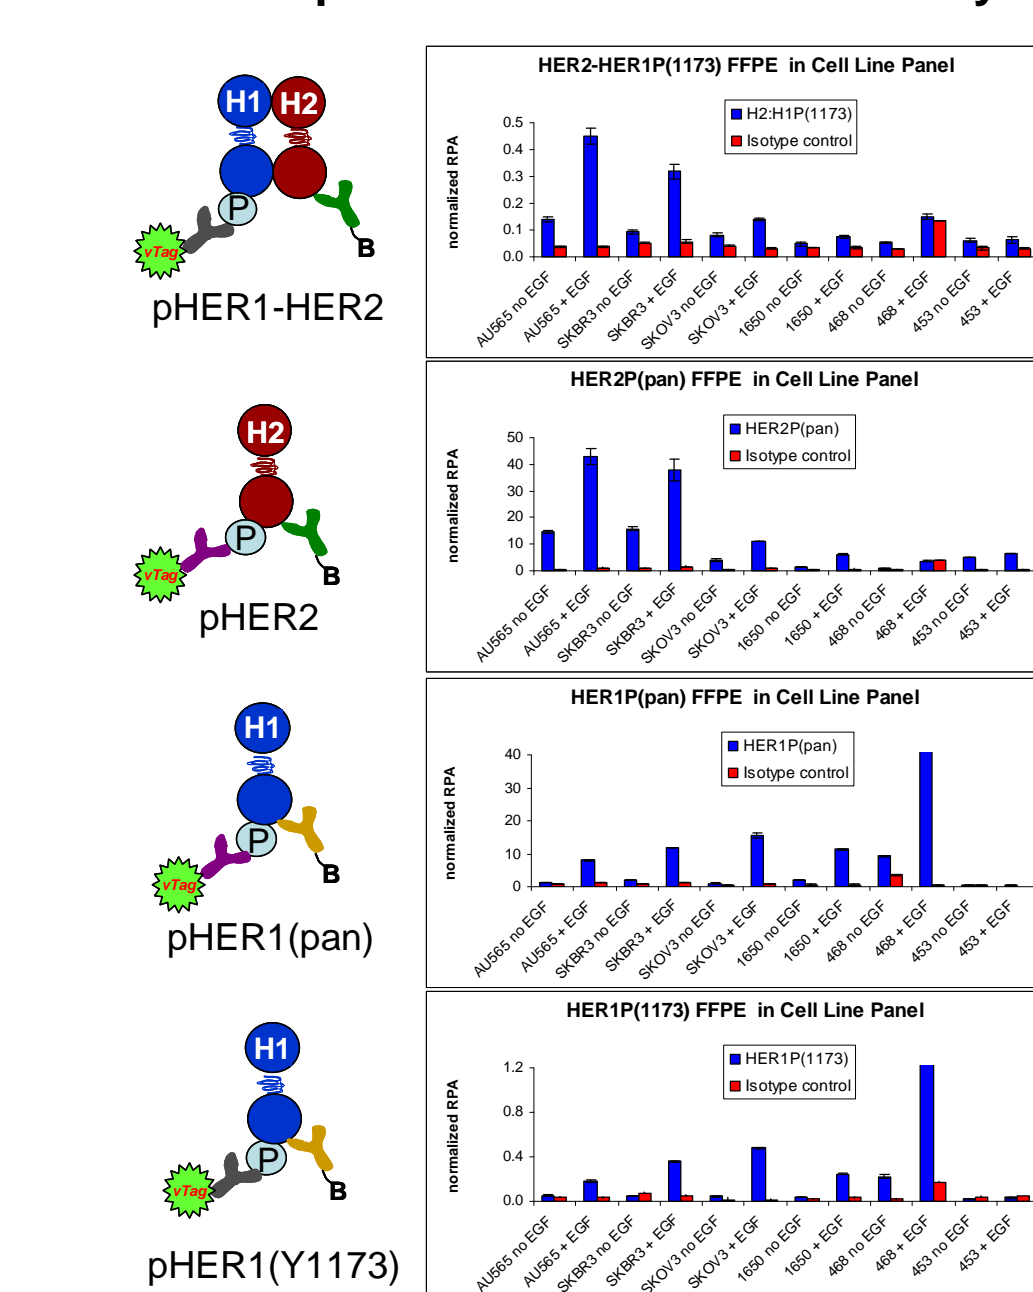 H1 H2
P
vTag
B
pHER1-HER2
HER2-HER1P(1173) FFPE in Cell Line Panel
H2:H1P(1173)
Isotype control
normalized RPA
0.5
0.4
0.3
0.2
0.1
0.0
AU565 no EGF
AU565 + EGF
SKBR3 no EGF
SKBR3 + EGF
SKOV3 no EGF
SKOV3 + EGF
1650 no EGF
1650 + EGF
468 no EGF
468 + EGF
453 no EGF
453 + EGF
H2
P
vTag
B
pHER2
HER2P(pan) FFPE in Cell Line Panel
HER2P(pan)
Isotype control
normalized RPA
50
40
30
20
10
0
AU565 no EGF
AU565 + EGF
SKBR3 no EGF
SKBR3 + EGF
SKOV3 no EGF
SKOV3 + EGF
1650 no EGF
1650 + EGF
468 no EGF
468 + EGF
453 no EGF
453 + EGF
H1
P
vTag
B
pHER1(pan)
HER1P(pan) FFPE in Cell Line Panel
HER1P(pan)
Isotype control
normalized RPA
40
30
20
10
0
AU565 no EGF
AU565 + EGF
SKBR3 no EGF
SKBR3 + EGF
SKOV3 no EGF
SKOV3 + EGF
1650 no EGF
1650 + EGF
468 no EGF
468 + EGF
453 no EGF
453 + EGF
H1
P
vTag
B
pHER1(Y1173)
HER1P(1173) FFPE in Cell Line Panel
HER1P(1173)
Isotype control
normalized RPA
1.2
0.8
0.4
0.0
AU565 no EGF
AU565 + EGF
SKBR3 no EGF
SKBR3 + EGF
SKOV3 no EGF
SKOV3 + EGF
1650 no EGF
1650 + EGF
468 no EGF
468 + EGF
453 no EGF
453 + EGF